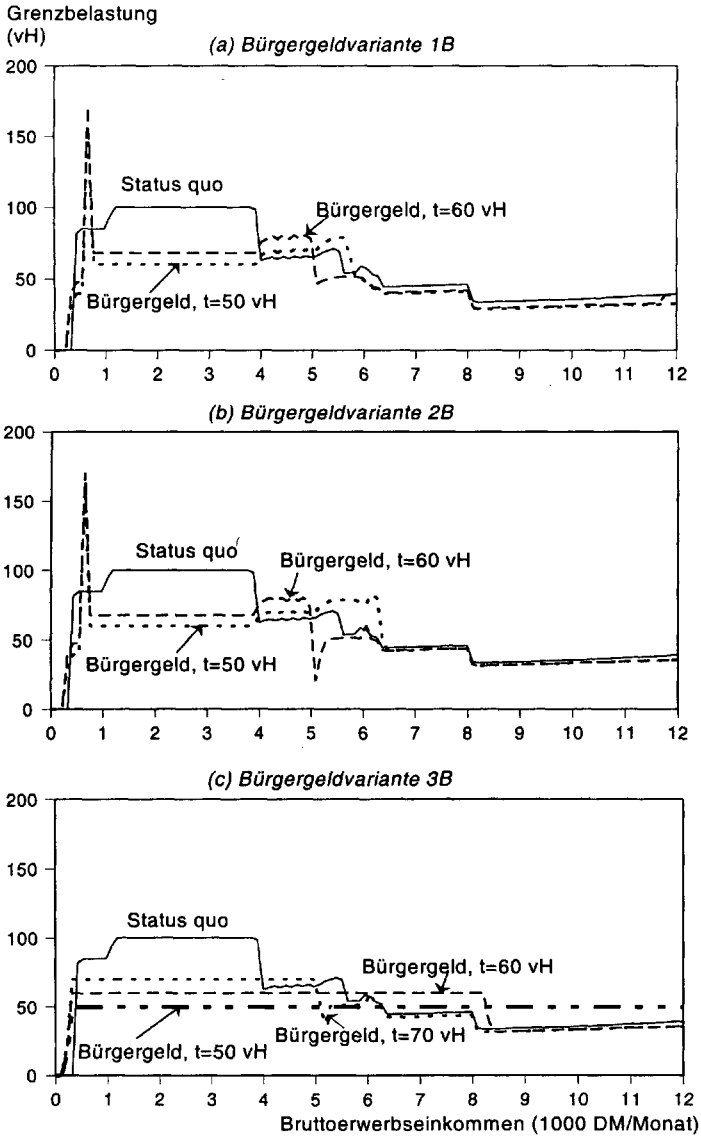 Grenzbelastung
(vH)
(a) Bürgergeldvariante 1B
200
150
100
50
0
Status quo
Bürgergeld, t=60 vH
Bürgergeld, t=50 vH
0 1 2 3 4 5 6 7 8 9 10 11 12
(b) Bürgergeldvariante 2B
200
150
100
50
0
Status quo
Bürgergeld, t=60 vH
Bürgergeld, t=50 vH
0 1 2 3 4 5 6 7 8 9 10 11 12
(c) Bürgergeldvariante 3B
200
150
100
50
0
Status quo
Bürgergeld, t=60 vH
Bürgergeld, t=50 vH
Bürgergeld, t=70 vH
0 1 2 3 4 5 6 7 8 9 10 11 12
Bruttoerwerbseinkommen (1000 DM/Monat)